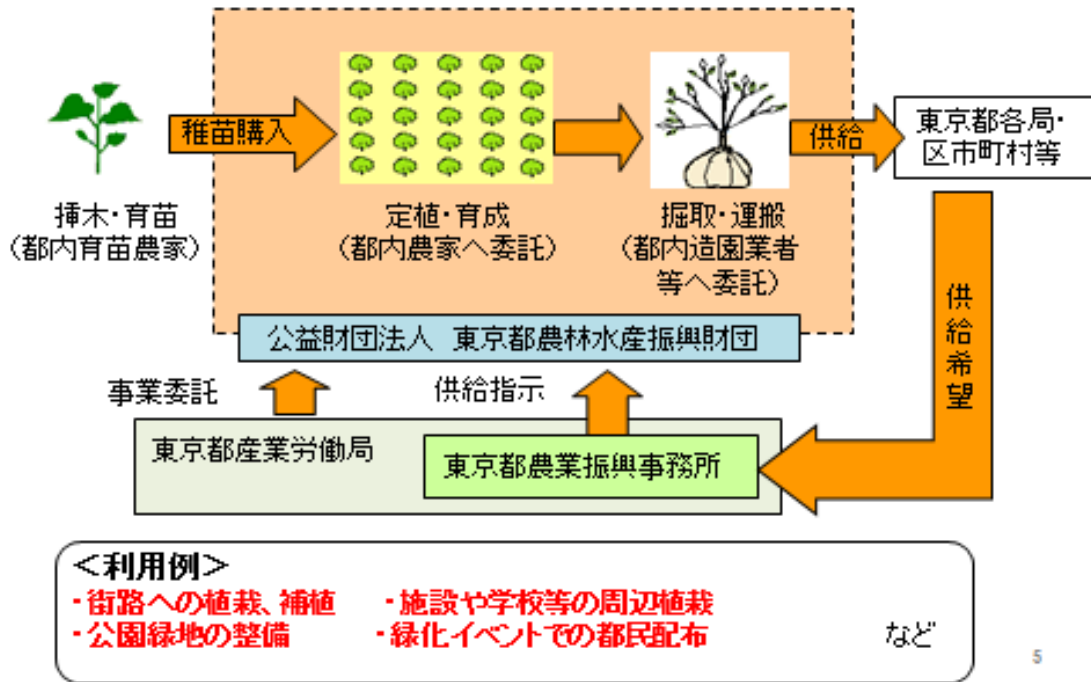 稚苗購入
供給
東京都各局・
区市町村等
挿木・育苗
（都内育苗農家）
定植・育成
（都内農家へ委託）
掘取・運搬
（都内造園業者
等へ委託）
供給希望
公益財団法人 東京都農林水産振興財団
事業委託
供給指示
東京都産業労働局
東京都農業振興事務所
＜利用例＞
・街路への植栽、補植 ・施設や学校等の周辺植栽
・公園緑地の整備 ・緑化イベントでの都民配布 など
5